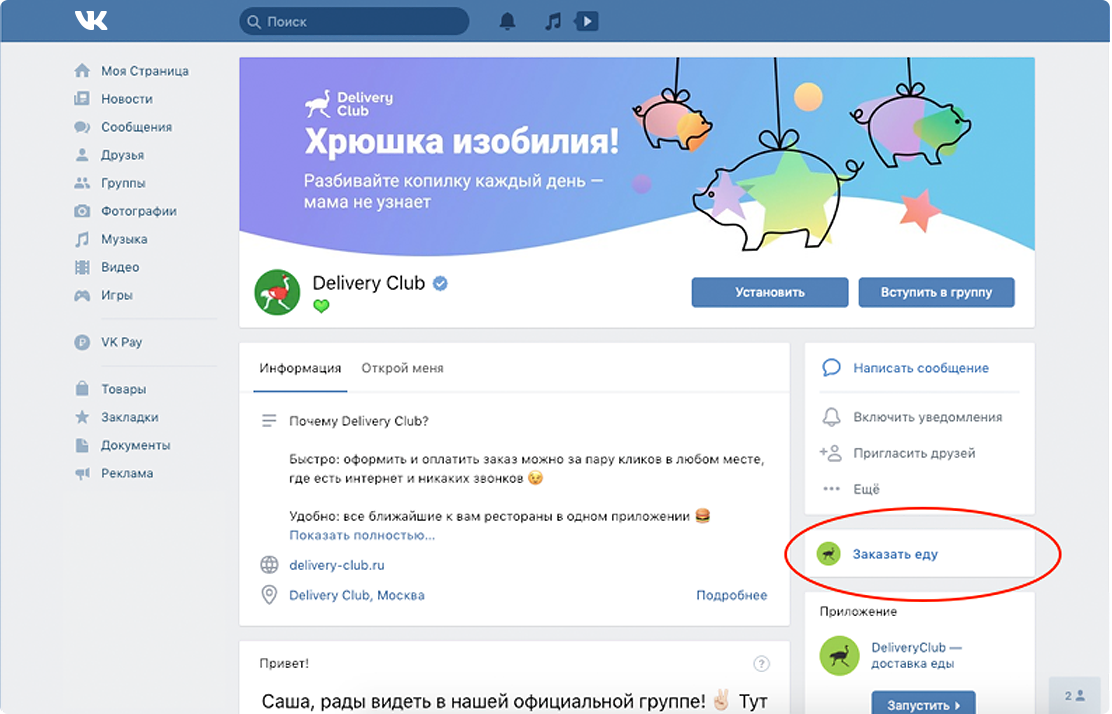 VK
Поиск
Моя Страница
Новости
Сообщения
Друзья
Группы
Фотографии
Музыка
Видео
Игры
VK Pay
Товары
Закладки
Документы
Реклама
Delivery
Club
Хрюшка изобилия!
Разбивайте копилку каждый день —
мама не узнает
Delivery Club
Установить
Вступить в группу
Информация Открой меня
Почему Delivery Club?
Быстро: оформить и оплатить заказ можно за пару кликов в любом месте,
где есть интернет и никаких звонков 😉
Удобно: все ближайшие к вам рестораны в одном приложении 🍔
Показать полностью...
delivery-club.ru
Delivery Club, Москва Подробнее
Привет! ?
Саша, рады видеть в нашей официальной группе! ✌🏻 Тут
Написать сообщение
Включить уведомления
Пригласить друзей
Ещё
Заказать еду
Приложение
DeliveryClub —
доставка еды
Запустить
2